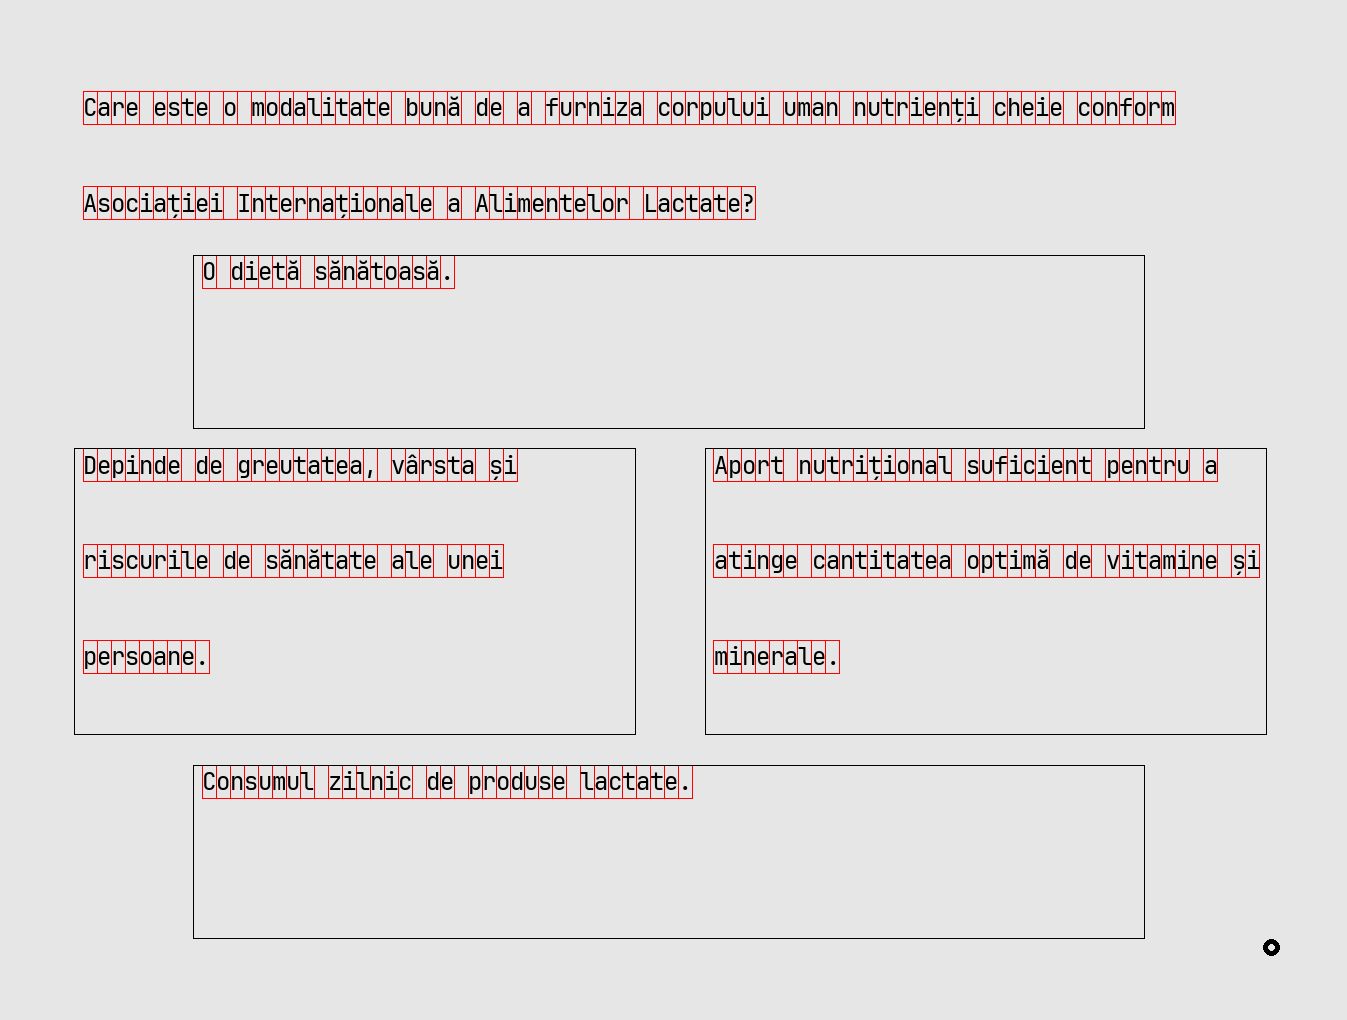 Care este o modalitate bună de a furniza corpului uman nutrienți cheie conform
Asociației Internaționale a Alimentelor Lactate?
O dietă sănătoasă.
Depinde de greutatea, vârsta și
riscurile de sănătate ale unei
persoane.
Aport nutrițional suficient pentru a
atinge cantitatea optimă de vitamine și
minerale.
Consumul zilnic de produse lactate.